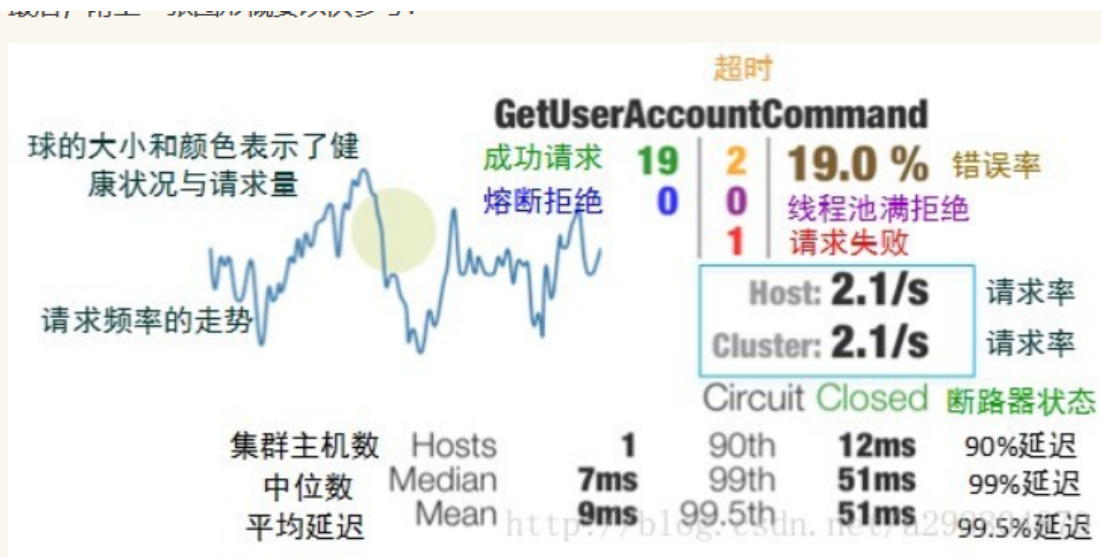 超时
GetUserAccountCommand
球的大小和颜色表示了健
康状况与请求量
成功请求 19 2 19.0 % 错误率
熔断拒绝 0 0 线程池满拒绝
1 请求失败
请求频率的走势
Host: 2.1/s 请求率
Cluster: 2.1/s 请求率
Circuit Closed 断路器状态
集群主机数 Hosts 1 90th 12ms 90%延迟
中位数 Median 7ms 99th 51ms 99%延迟
平均延迟 Mean 9ms 99.5th 51ms 99.5%延迟